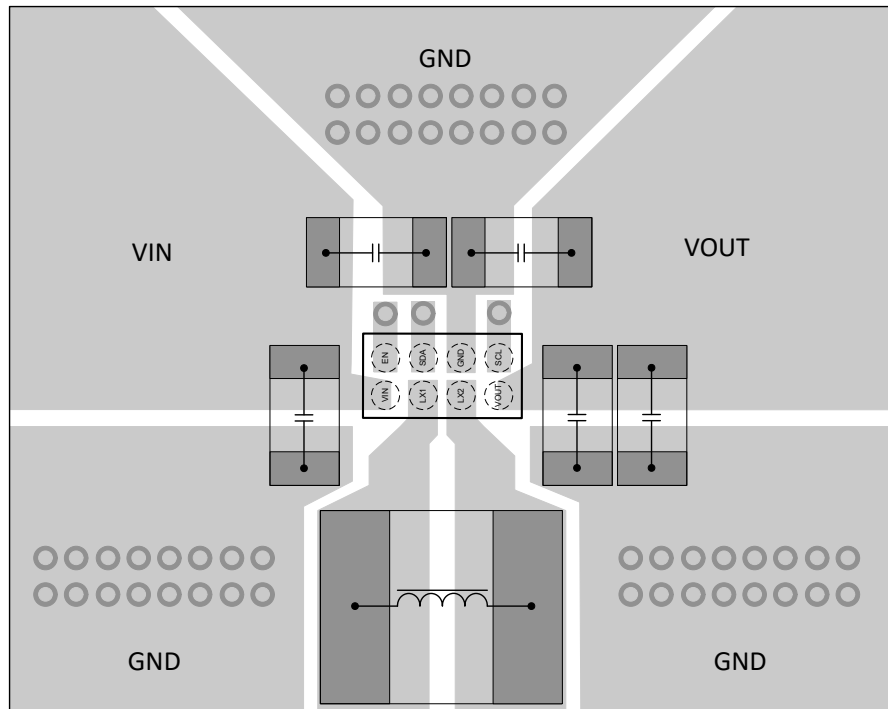 GND
VIN
VOUT
EN
SDA
GND
SCL
VIN
LX1
LX2
VOUT
GND
GND